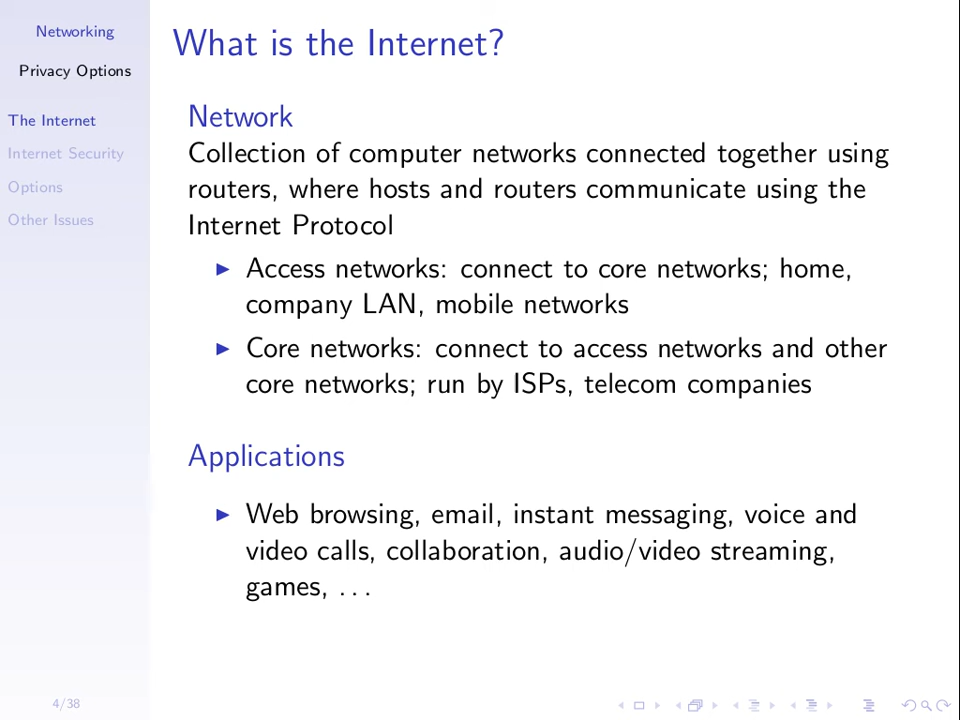 Networking
Privacy Options
The Internet
Internet Security
Options
Other Issues
4/38
What is the Internet?
Network
Collection of computer networks connected together using
routers, where hosts and routers communicate using the
Internet Protocol
▶ Access networks: connect to core networks; home,
company LAN, mobile networks
▶ Core networks: connect to access networks and other
core networks; run by ISPs, telecom companies
Applications
▶ Web browsing, email, instant messaging, voice and
video calls, collaboration, audio/video streaming,
games, . . .